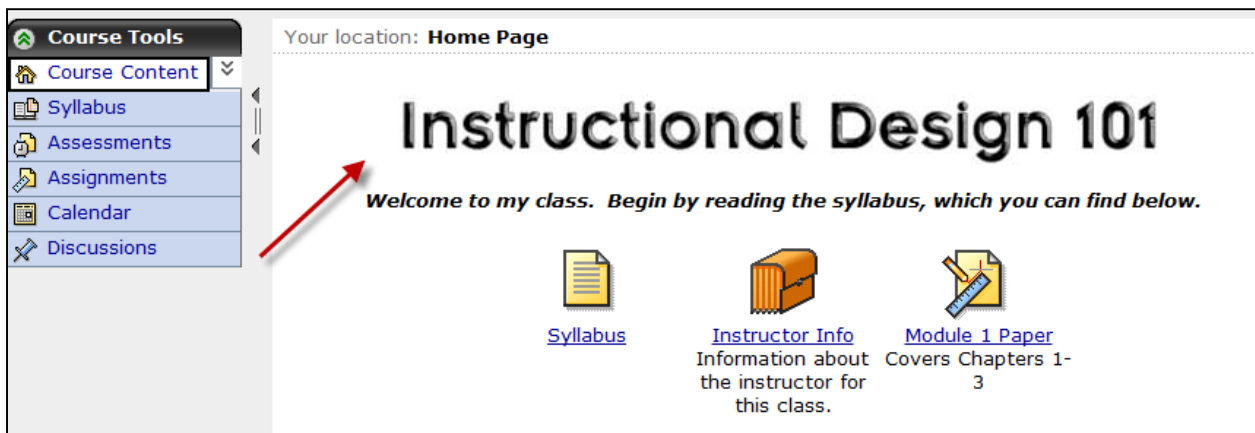 Course Tools
Course Content
Syllabus
Assessments
Assignments
Calendar
Discussions
Your location: Home Page
Instructional Design 101
Welcome to my class. Begin by reading the syllabus, which you can find below.
Syllabus
Instructor Info
Information about
the instructor for
this class.
Module 1 Paper
Covers Chapters 1-
3